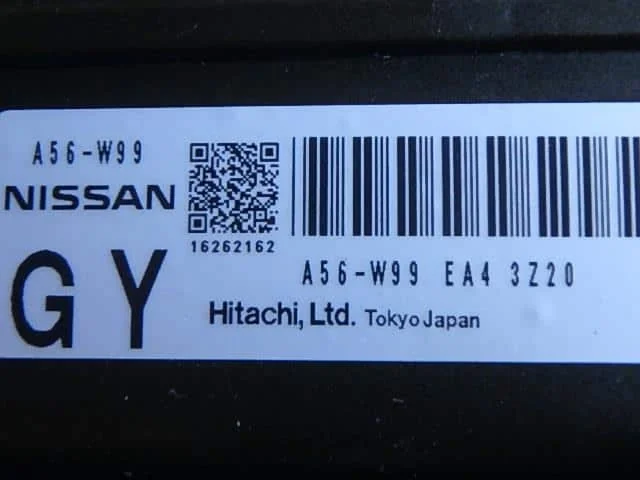 A56-W99
NISSAN
GY
16262162
A56-W99 EA4 3Z20
Hitachi, Ltd. Tokyo Japan